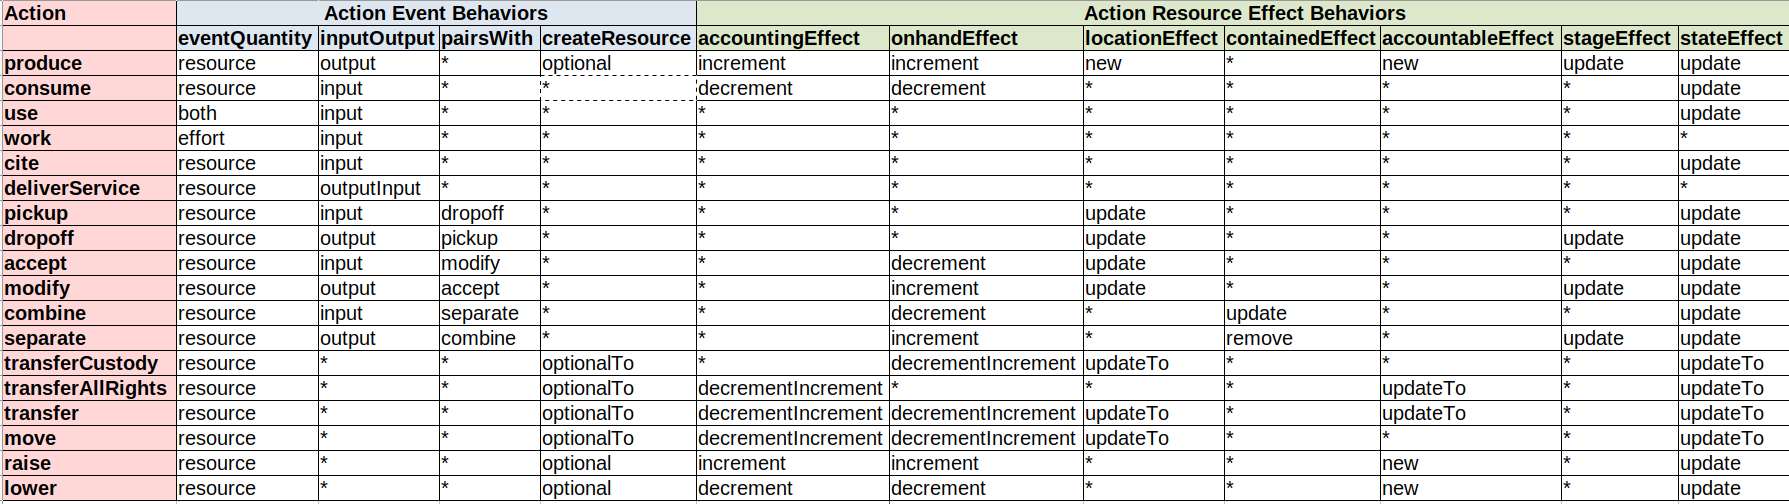 Action Action Event Behaviors Action Resource Effect Behaviors
eventQuantity inputOutput pairsWith createResource accountingEffect onhandEffect locationEffect containedEffect accountableEffect stageEffect stateEffect
produce resource output * optional increment increment new * new update update
consume resource input * * decrement decrement * * * * update
use both input * * * * * * * * update
work effort input * * * * * * * * *
cite resource input * * * * * * * * update
deliverService resource outputInput * * * * * * * * *
pickup resource input dropoff * * * update * * * update
dropoff resource output pickup * * * update * * update update
accept resource input modify * * decrement update * * * update
modify resource output accept * * increment update * * update update
combine resource input separate * * decrement * update * * update
separate resource output combine * * increment * remove * update update
transferCustody resource * * optionalTo * decrementIncrement updateTo * * * updateTo
transferAllRights resource * * optionalTo decrementIncrement * * * updateTo * updateTo
transfer resource * * optionalTo decrementIncrement decrementIncrement updateTo * updateTo * updateTo
move resource * * optionalTo decrementIncrement decrementIncrement updateTo * * * updateTo
raise resource * * optional increment increment * * new * update
lower resource * * optional decrement decrement * * new * update